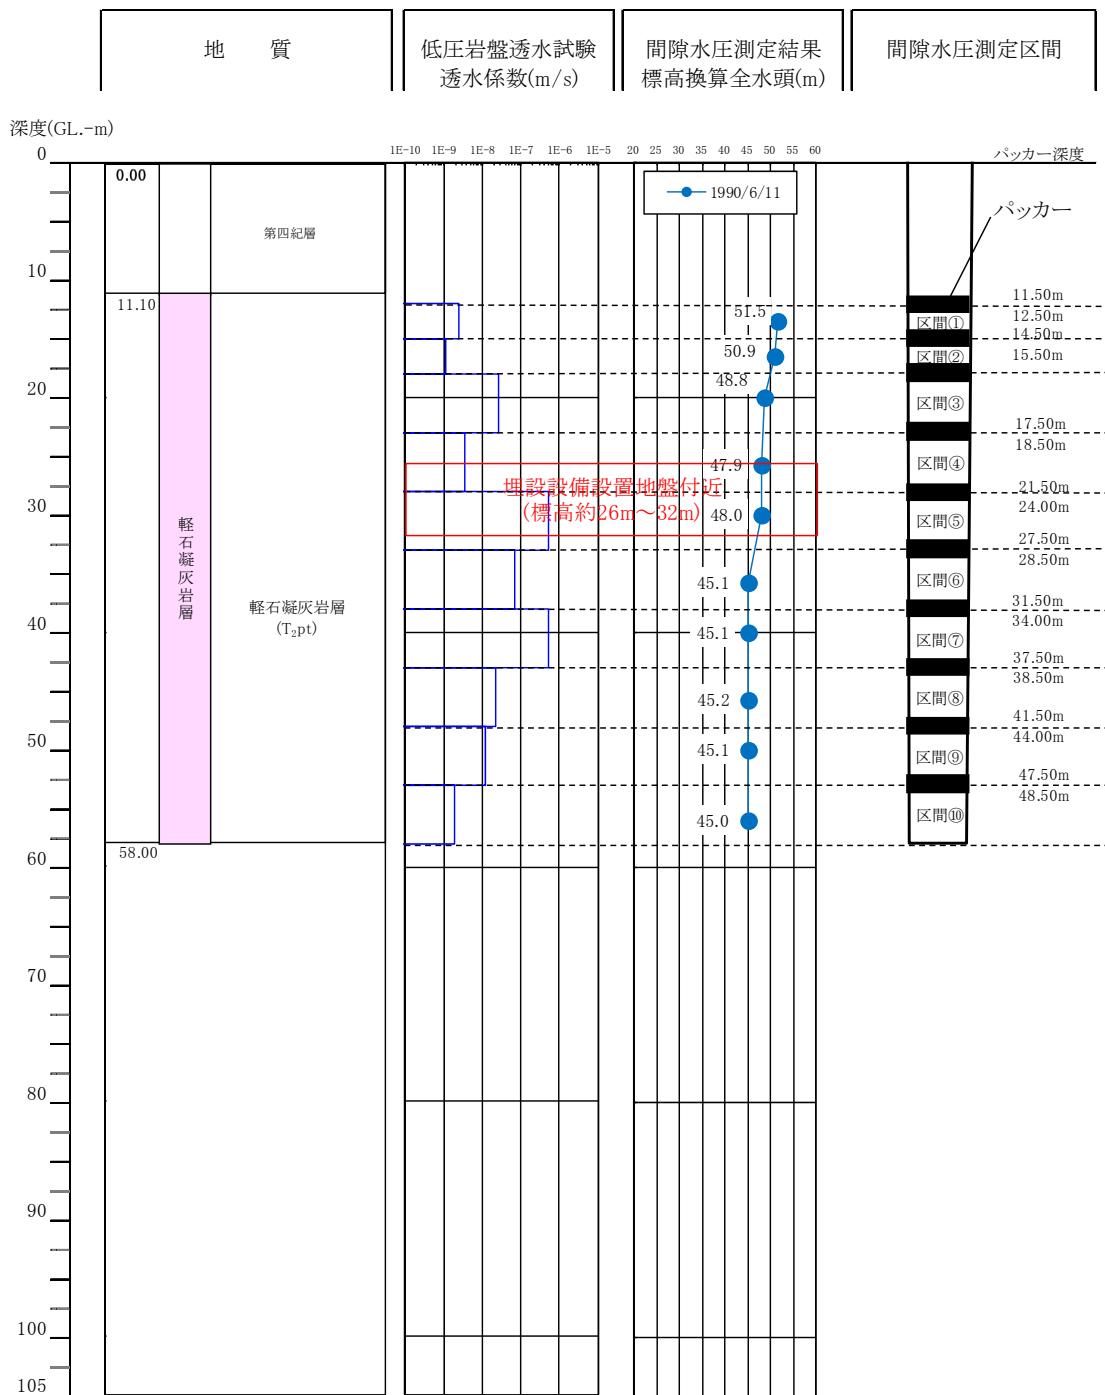 地 質
低圧岩盤透水試験
透水係数(m/s)
間隙水圧測定結果
標高換算全水頭(m)
間隙水圧測定区間
深度(GL.-m)
0
10
20
30
40
50
60
70
80
90
100
105
0.00
第四紀層
11.10
軽石凝灰岩層
軽石凝灰岩層
(T₂pt)
58.00
1E-10 1E-9 1E-8 1E-7 1E-6 1E-5
20 25 30 35 40 45 50 55 60
1990/6/11
51.5
50.9
48.8
47.9
48.0
45.1
45.1
45.2
45.1
45.0
埋設設備設置地盤付近
(標高約26m～32m)
パッカー深度
パッカー
区間①
区間②
区間③
区間④
区間⑤
区間⑥
区間⑦
区間⑧
区間⑨
区間⑩
11.50m
12.50m
14.50m
15.50m
17.50m
18.50m
21.50m
24.00m
27.50m
28.50m
31.50m
34.00m
37.50m
38.50m
41.50m
44.00m
47.50m
48.50m